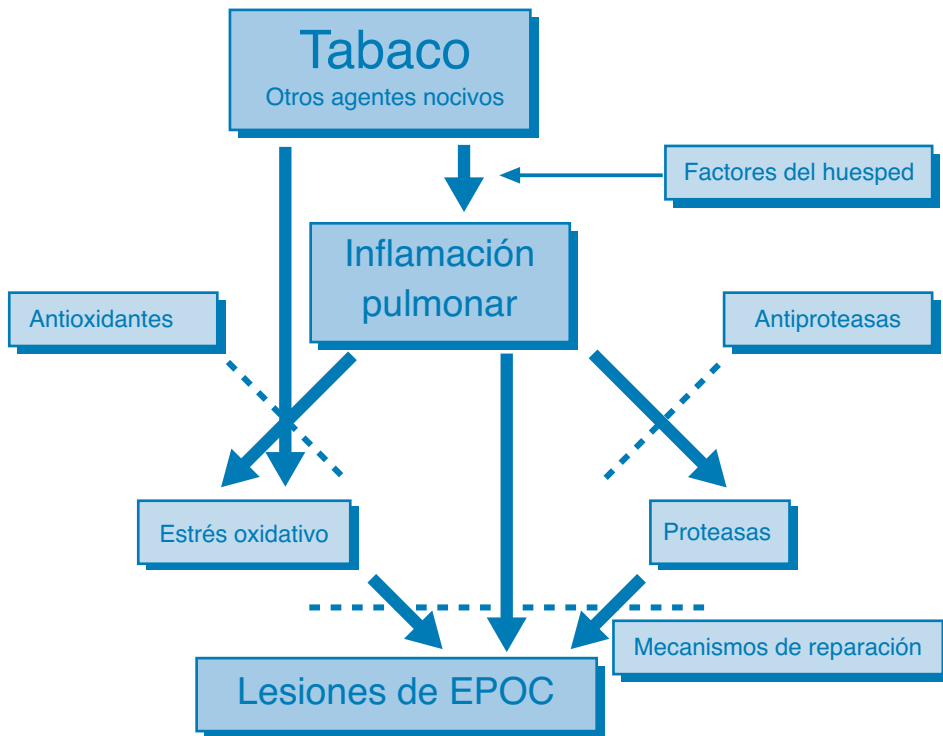 Tabaco
Otros agentes nocivos
Factores del huesped
Inflamación
pulmonar
Antioxidantes
Antiproteasas
Estrés oxidativo
Proteasas
Mecanismos de reparación
Lesiones de EPOC